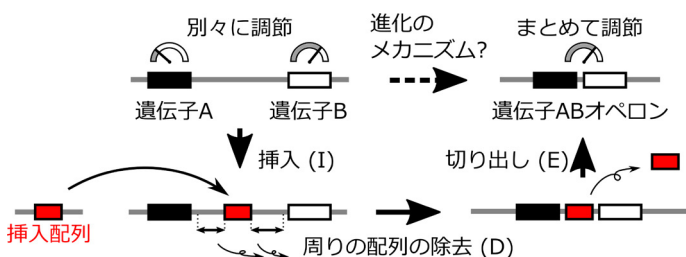 別々に調節
進化の
メカニズム?
まとめて調節
遺伝子A
遺伝子B
遺伝子ABオペロン
挿入 (I)
切り出し (E)
挿入配列
周りの配列の除去 (D)